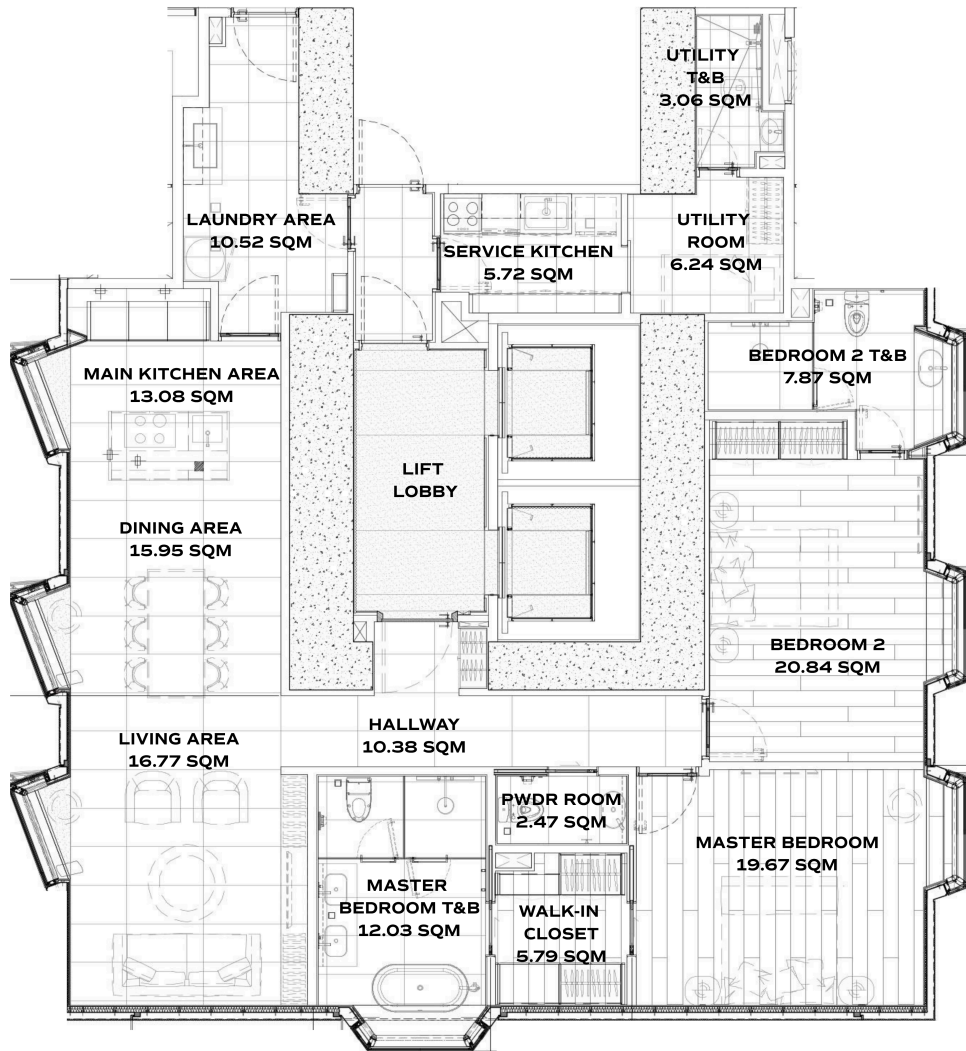 UTILITY
T&B
3.06 SQM
LAUNDRY AREA
10.52 SQM
SERVICE KITCHEN
5.72 SQM
UTILITY
ROOM
6.24 SQM
MAIN KITCHEN AREA
13.08 SQM
BEDROOM 2 T&B
7.87 SQM
LIFT
LOBBY
DINING AREA
15.95 SQM
BEDROOM 2
20.84 SQM
LIVING AREA
16.77 SQM
HALLWAY
10.38 SQM
PWDR ROOM
2.47 SQM
MASTER BEDROOM
19.67 SQM
MASTER
BEDROOM T&B
12.03 SQM
WALK-IN
CLOSET
5.79 SQM